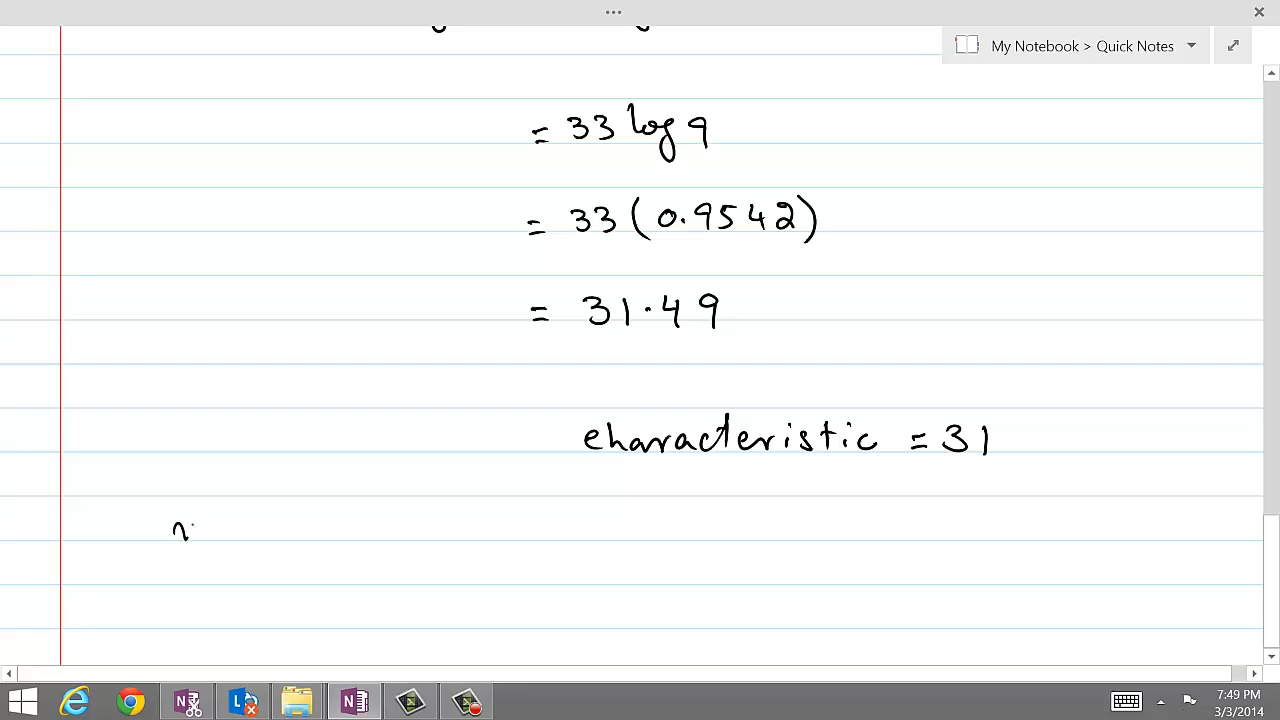 My Notebook > Quick Notes
= 33 log 9
= 33 (0.9542)
= 31.49
characteristic = 31
7:49 PM
3/3/2014